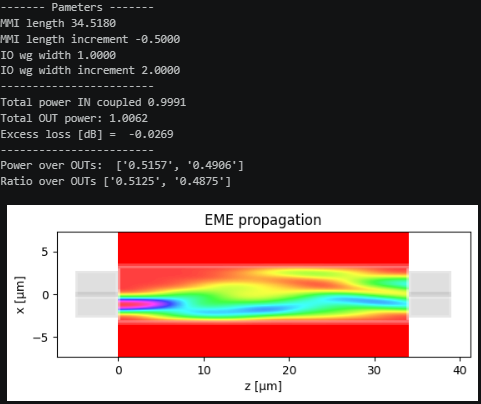 ------- Pameters -------
MMI length 34.5180
MMI length increment -0.5000
IO wg width 1.0000
IO wg width increment 2.0000
------------------------
Total power IN coupled 0.9991
Total OUT power: 1.0062
Excess loss [dB] =  -0.0269
------------------------
Power over OUTs:  ['0.5157', '0.4906']
Ratio over OUTs ['0.5125', '0.4875']
EME propagation
x [µm]
5
0
−5
0 10 20 30 40
z [µm]